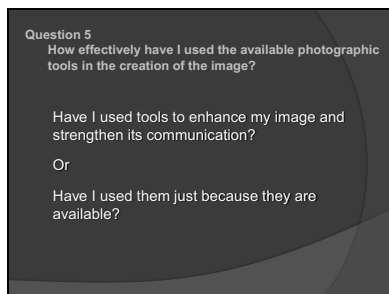 Question 5
How effectively have I used the available photographic
tools in the creation of the image?
Have I used tools to enhance my image and
strengthen its communication?
Or
Have I used them just because they are
available?